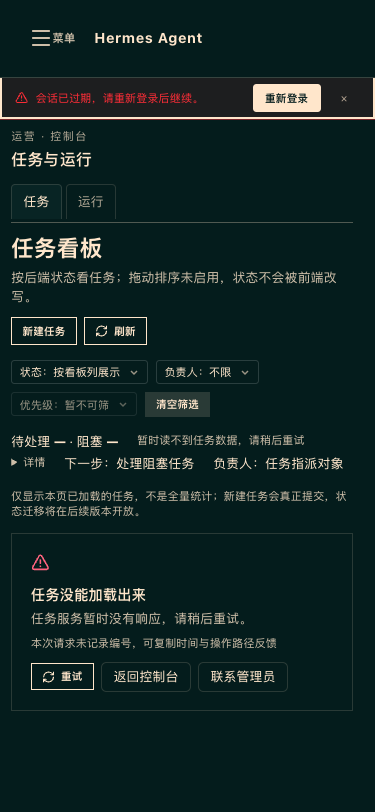 菜单 Hermes Agent
会话已过期，请重新登录后继续。 重新登录 ×
运营 · 控制台
任务与运行
任务 运行
任务看板
按后端状态看任务；拖动排序未启用，状态不会被前端改
写。
新建任务 刷新
状态：按看板列展示 负责人：不限
优先级：暂不可筛 清空筛选
待处理 — · 阻塞 — 暂时读不到任务数据，请稍后重试
▶ 详情 下一步：处理阻塞任务 负责人：任务指派对象
仅显示本页已加载的任务，不是全量统计；新建任务会真正提交，状
态迁移将在后续版本开放。
任务没能加载出来
任务服务暂时没有响应，请稍后重试。
本次请求未记录编号，可复制时间与操作路径反馈
重试 返回控制台 联系管理员